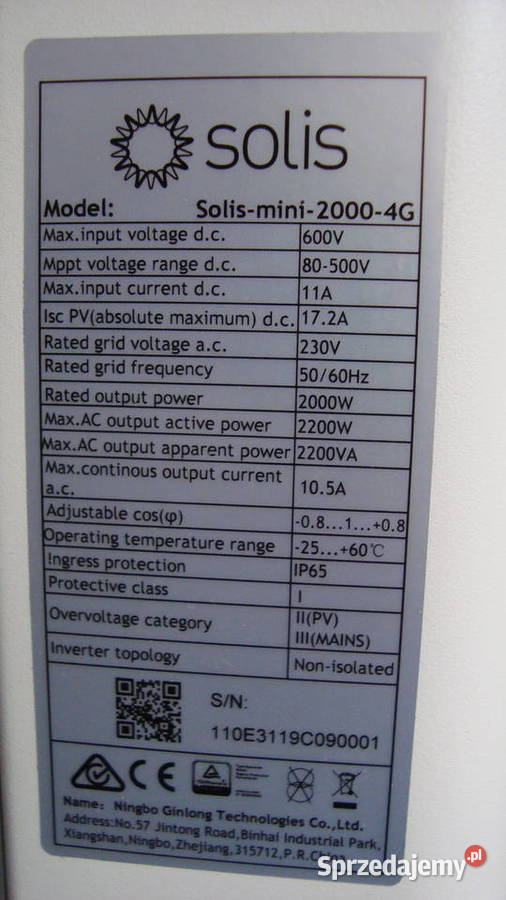 solis
Model: Solis-mini-2000-4G
Max.input voltage d.c. 600V
Mppt voltage range d.c. 80-500V
Max.input current d.c. 11A
Isc PV(absolute maximum) d.c. 17.2A
Rated grid voltage a.c. 230V
Rated grid frequency 50/60Hz
Rated output power 2000W
Max.AC output active power 2200W
Max.AC output apparent power 2200VA
Max.continous output current
a.c. 10.5A
Adjustable cos(φ) -0.8...1...+0.8
Operating temperature range -25...+60℃
Ingress protection IP65
Protective class I
Overvoltage category II(PV)
III(MAINS)
Inverter topology Non-isolated
S/N:
110E3119C090001
CE
Name: Ningbo Ginlong Technologies Co.,Ltd.
Address:No.57 Jintong Road,Binhai Industrial Park,
Xiangshan,Ningbo,Zhejiang,315712,P.R.China
Sprzedajemy.pl